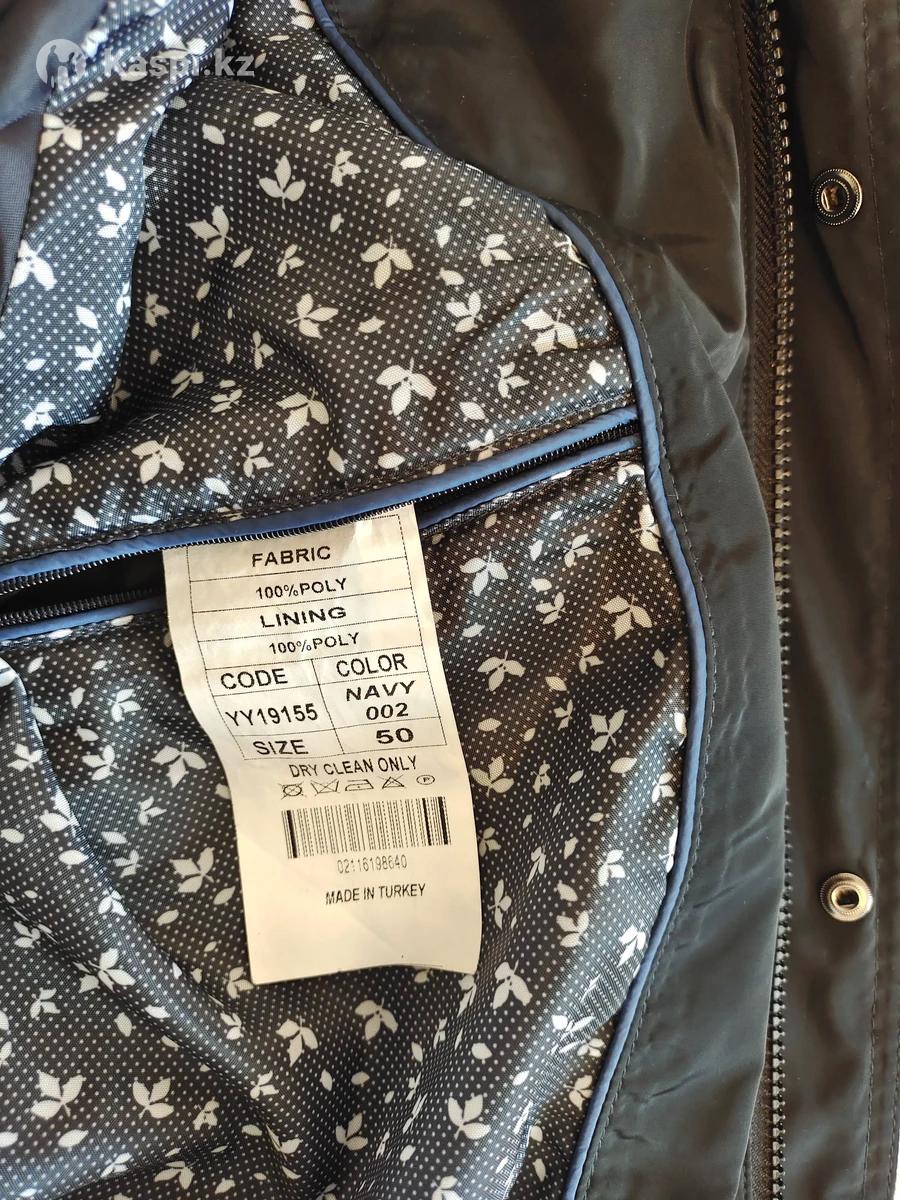 Kaspi.kz
FABRIC
100%POLY
LINING
100%POLY
CODE COLOR
YY19155 NAVY 002
SIZE 50
DRY CLEAN ONLY
P
02116198640
MADE IN TURKEY